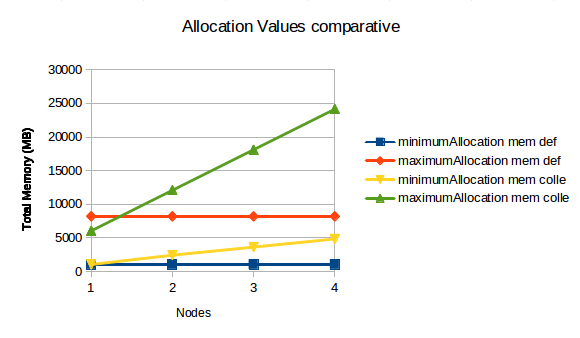 Allocation Values comparative
30000
25000
20000
15000
10000
5000
0
Total Memory (MB)
1 2 3 4
Nodes
minimumAllocation mem def
maximumAllocation mem def
minimumAllocation mem colle
maximumAllocation mem colle